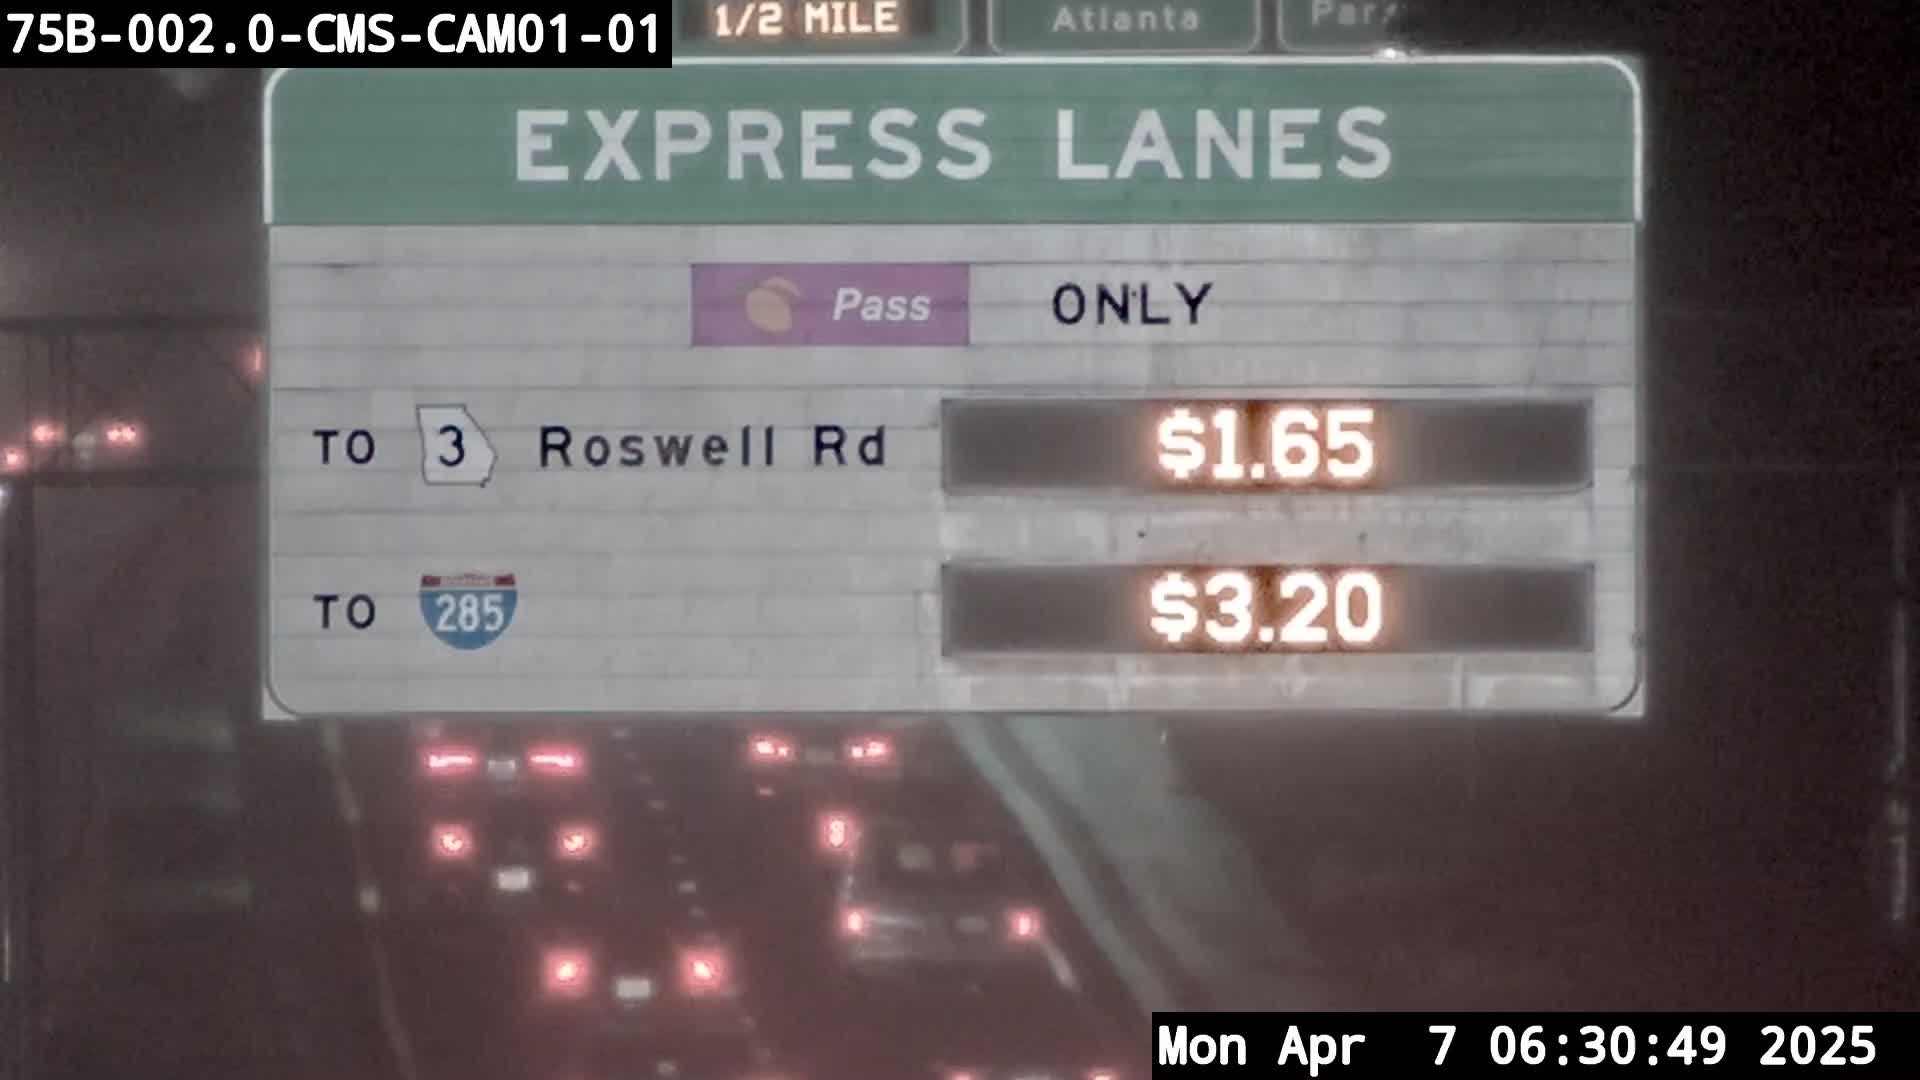 75B-002.0-CMS-CAM01-01
1/2 MILE
Atlanta
EXPRESS LANES
Pass ONLY
TO 3 Roswell Rd $1.65
TO 285 $3.20
Mon Apr 7 06:30:49 2025